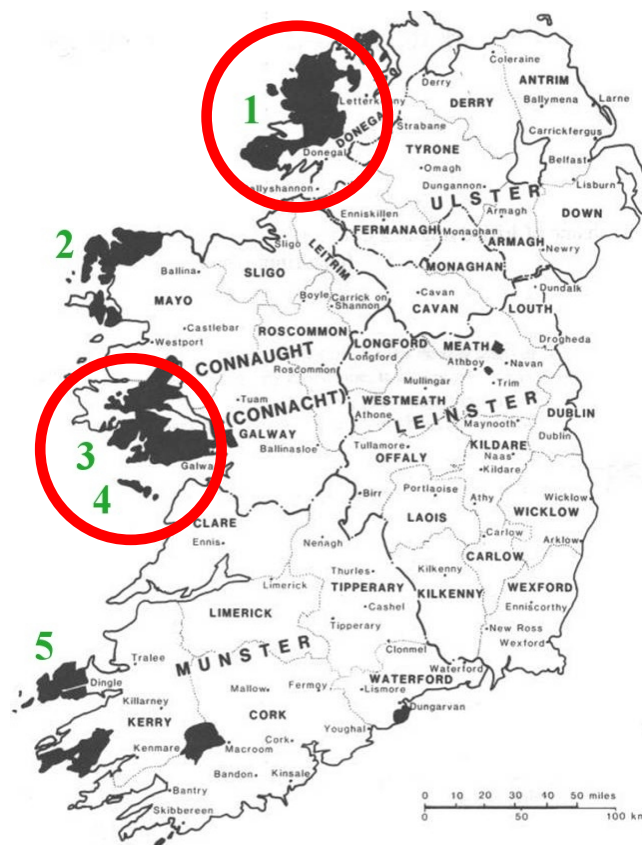 Coleraine
ANTRIM
Derry
DERRY
Ballymena
Larne
1
Letterkenny
DONEGA
Strabane
Carrickfergus
TYRONE
Donegal
Omagh
Belfast
Lisburn
allyshannon
Dungannon
ULSTER
Enniskillen
Armagh
DOWN
2
FERMANAGH
Monaghan
ARMAGH
Sligo
LEITRIM
Newry
MONAGHAN
Ballina
SLIGO
Cavan
Dundalk
MAYO
Boyle
Carrick on
Shannon
CAVAN
LOUTH
Castlebar
ROSCOMMON
LONGFORD
MEATH
Drogheda
Westport
Longford
Athboy
Navan
CONNAUGHT
Roscommon
Mullingar
Trim
Tuam
WESTMEATH
LEINSTER
DUBLIN
(CONNACHT)
Athlone
Maynooth
3
GALWAY
Tullamore
KILDARE
Dublin
Ballinasloe
OFFALY
Naas
Galwa
Kildare
4
Birr
Portlaoise
Athy
Wicklow
CLARE
LAOIS
WICKLOW
Ennis
Nenagh
Carlow
Arklow
Thurles
CARLOW
Limerick
TIPPERARY
Kilkenny
WEXFORD
LIMERICK
Cashel
KILKENNY
Enniscorthy
Tipperary
New Ross
5
MUNSTER
Clonmel
Wexford
Tralee
Waterford
Dingle
Fermoy
WATERFORD
Mallow
Lismore
Killarney
Dungarvan
KERRY
CORK
Youghal
Cork
Kenmare
Macroom
Bandon
Kinsale
Bantry
0 10 20 30 40 50 miles
Skibbereen
0 50 100 km